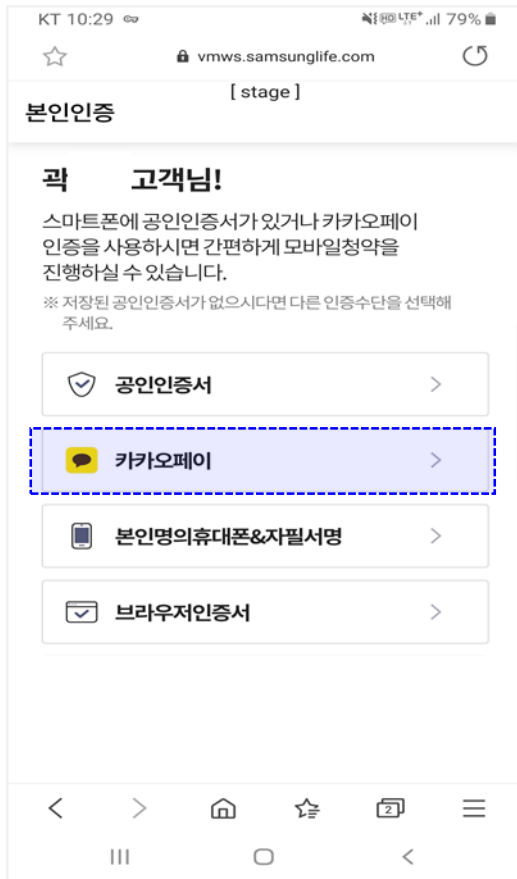 KT 10:29
LTE+ 79%
vmws.samsunglife.com
[ stage ]
본인인증
곽 고객님!
스마트폰에 공인인증서가 있거나 카카오페이
인증을 사용하시면 간편하게 모바일청약을
진행하실 수 있습니다.
※ 저장된 공인인증서가 없으시다면 다른 인증수단을 선택해
주세요.
공인인증서
카카오페이
본인명의휴대폰&자필서명
브라우저인증서
2